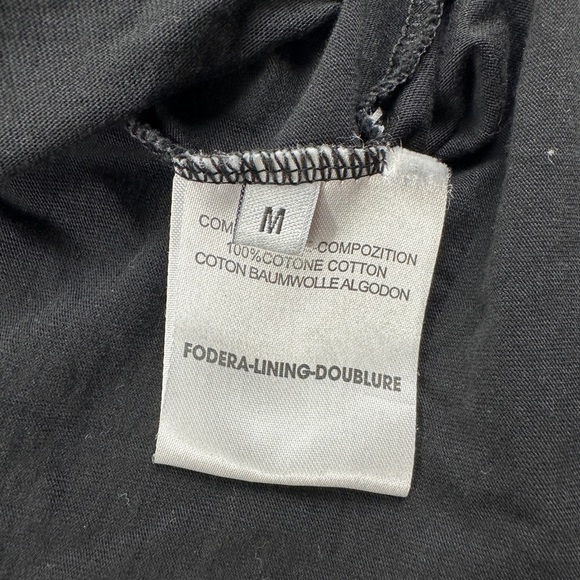 M
COM -COMPOZITION
100%COTONE COTTON
COTON BAUMWOLLE ALGODON
FODERA-LINING-DOUBLURE